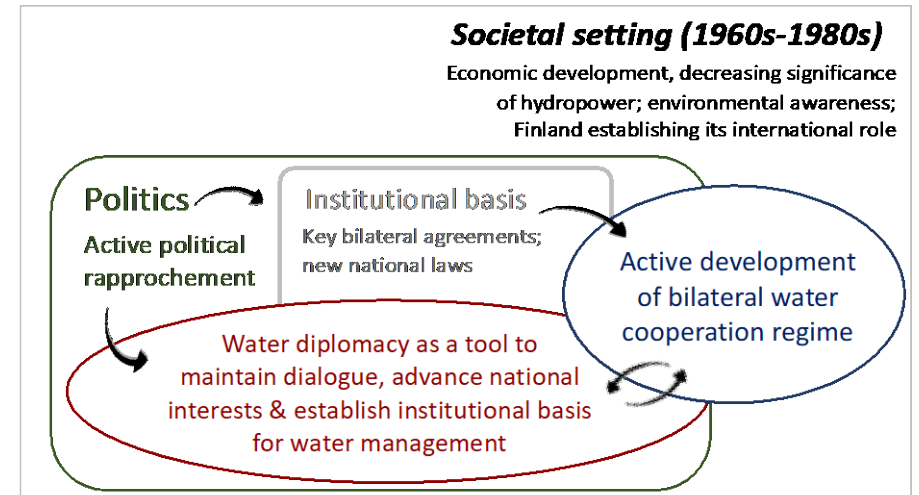 Societal setting (1960s-1980s)
Economic development, decreasing significance
of hydropower; environmental awareness;
Finland establishing its international role
Politics
Active political
rapprochement
Institutional basis
Key bilateral agreements;
new national laws
Active development
of bilateral water
cooperation regime
Water diplomacy as a tool to
maintain dialogue, advance national
interests & establish institutional basis
for water management